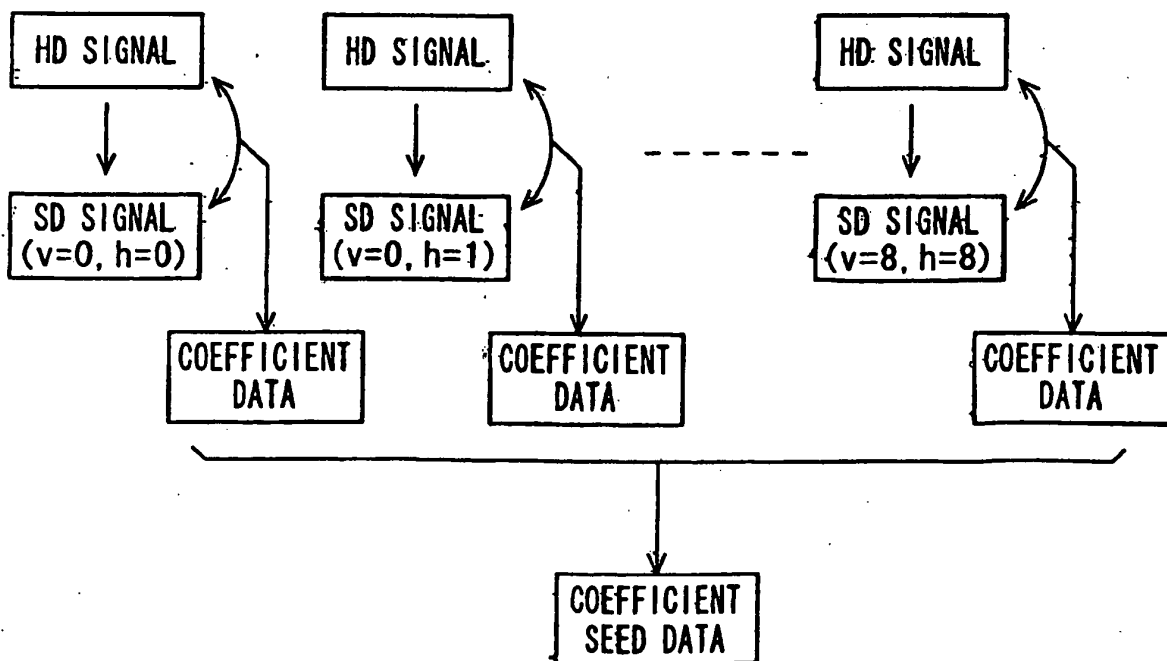 HD SIGNAL
HD SIGNAL
HD SIGNAL
SD SIGNAL
(v=0, h=0)
SD SIGNAL
(v=0, h=1)
SD SIGNAL
(v=8, h=8)
COEFFICIENT
DATA
COEFFICIENT
DATA
COEFFICIENT
DATA
COEFFICIENT
SEED DATA